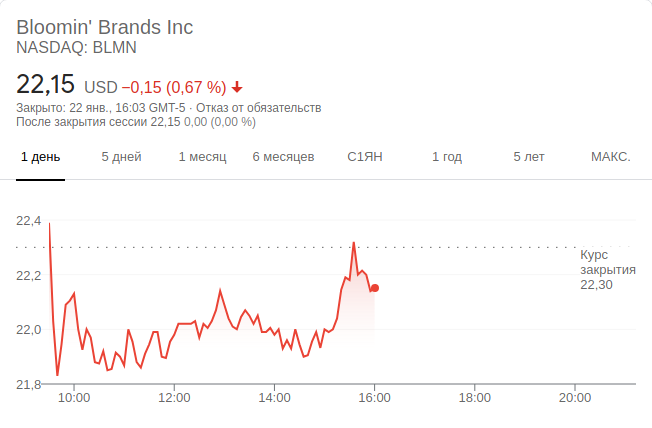 Bloomin' Brands Inc
NASDAQ: BLMN
22,15 USD −0,15 (0,67 %)
Закрыто: 22 янв., 16:03 GMT-5 · Отказ от обязательств
После закрытия сессии 22,15 0,00 (0,00 %)
1 день 5 дней 1 месяц 6 месяцев С1ЯН 1 год 5 лет МАКС.
22,4
Курс
закрытия
22,30
22,2
22,0
21,8
10:00 12:00 14:00 16:00 18:00 20:00